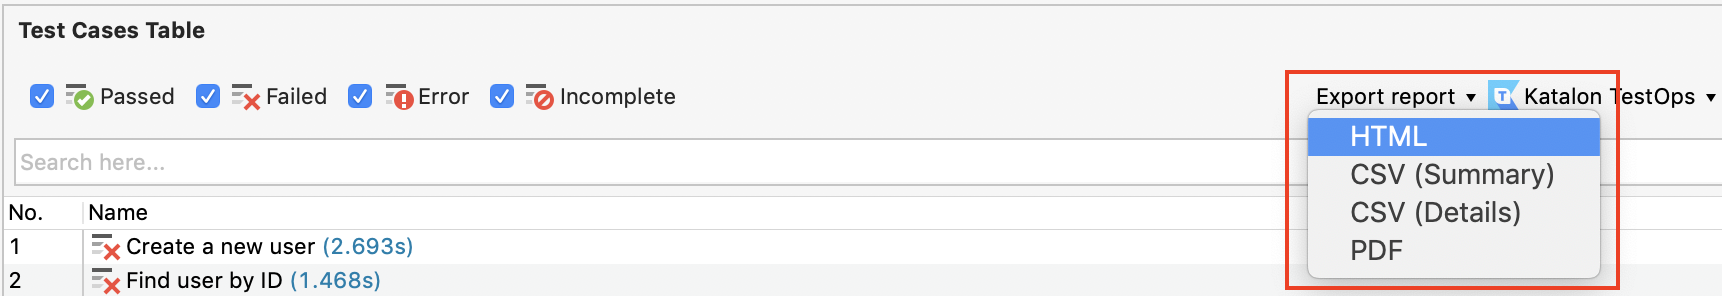 Test Cases Table
Passed Failed Error Incomplete Export report Katalon TestOps
HTML
Search here...
CSV (Summary)
CSV (Details)
PDF
No. Name
1 Create a new user (2.693s)
2 Find user by ID (1.468s)